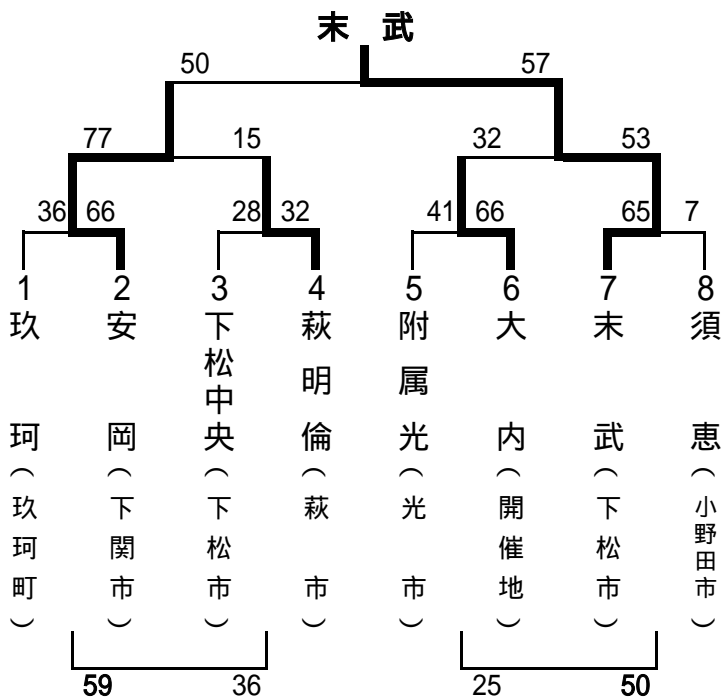 末武
50 57
77 15 32 53
36 66 28 32 41 66 65 7
1 2 3 4 5 6 7 8
玖珂（玖珂町）
安岡（下関市）
下松中央（下松市）
萩明倫（萩市）
附属光（光市）
大内（開催地）
末武（下松市）
須恵（小野田市）
59 36 25 50